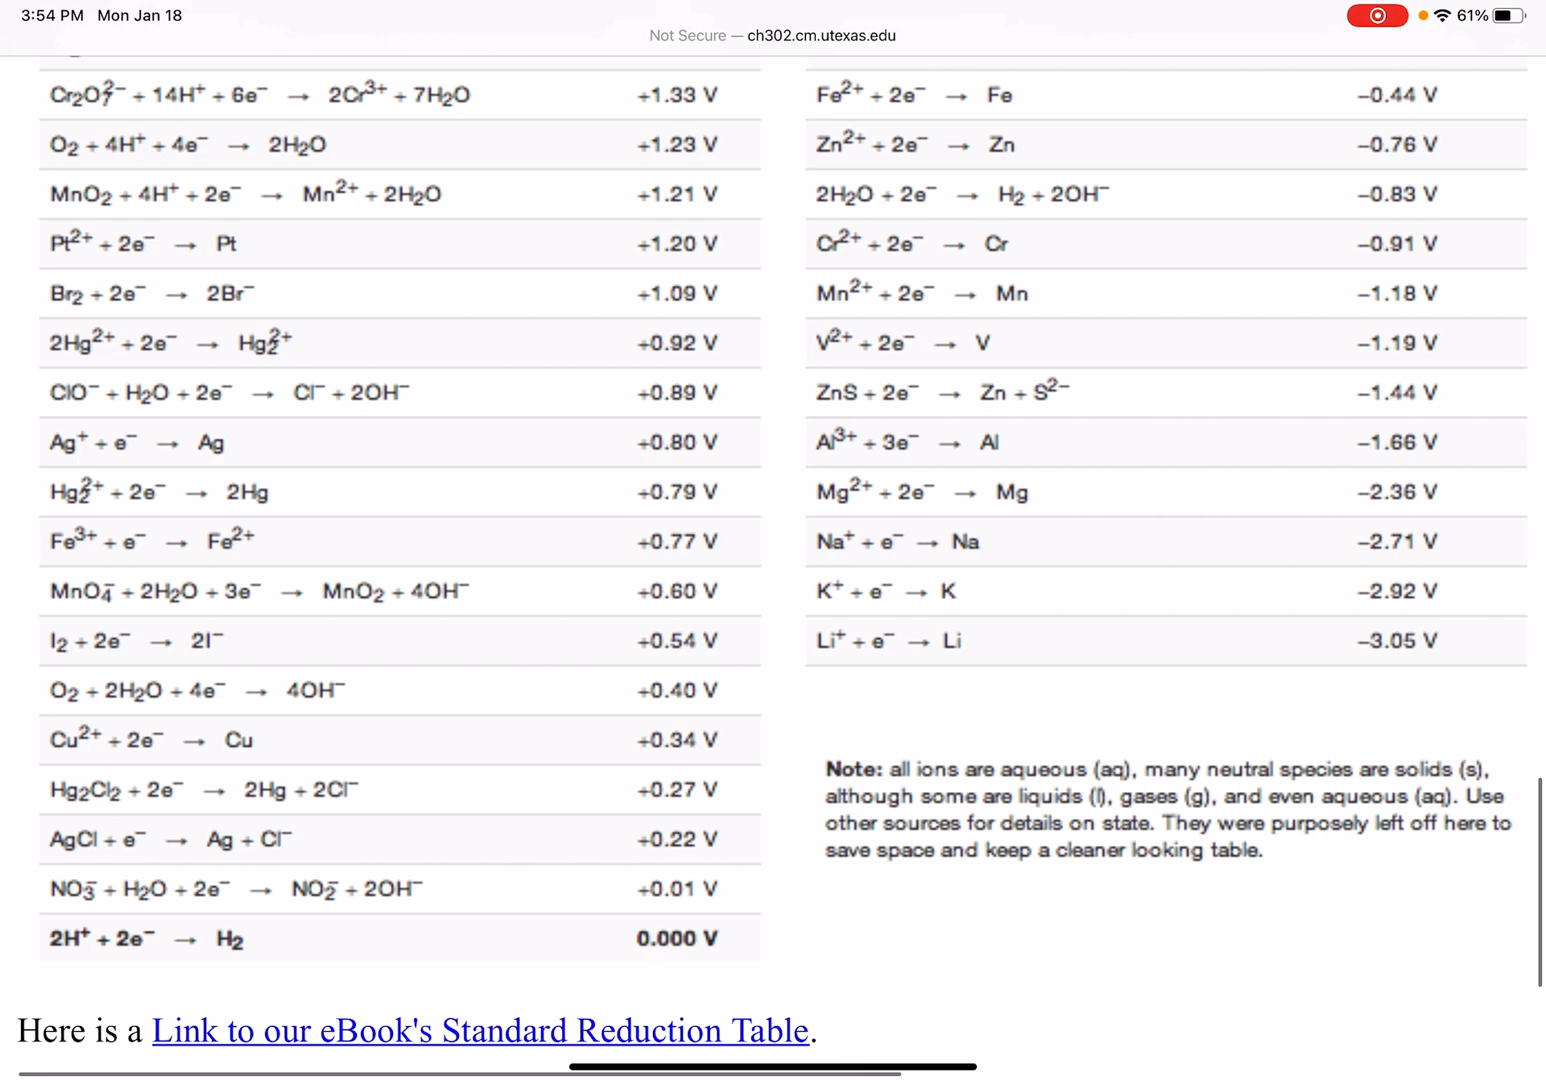 3:54 PM Mon Jan 18
61%
Not Secure — ch302.cm.utexas.edu
Cr₂O₇²⁻ + 14H⁺ + 6e⁻ → 2Cr³⁺ + 7H₂O +1.33 V
O₂ + 4H⁺ + 4e⁻ → 2H₂O +1.23 V
MnO₂ + 4H⁺ + 2e⁻ → Mn²⁺ + 2H₂O +1.21 V
Pt²⁺ + 2e⁻ → Pt +1.20 V
Br₂ + 2e⁻ → 2Br⁻ +1.09 V
2Hg²⁺ + 2e⁻ → Hg₂²⁺ +0.92 V
ClO⁻ + H₂O + 2e⁻ → Cl⁻ + 2OH⁻ +0.89 V
Ag⁺ + e⁻ → Ag +0.80 V
Hg₂²⁺ + 2e⁻ → 2Hg +0.79 V
Fe³⁺ + e⁻ → Fe²⁺ +0.77 V
MnO₄⁻ + 2H₂O + 3e⁻ → MnO₂ + 4OH⁻ +0.60 V
I₂ + 2e⁻ → 2I⁻ +0.54 V
O₂ + 2H₂O + 4e⁻ → 4OH⁻ +0.40 V
Cu²⁺ + 2e⁻ → Cu +0.34 V
Hg₂Cl₂ + 2e⁻ → 2Hg + 2Cl⁻ +0.27 V
AgCl + e⁻ → Ag + Cl⁻ +0.22 V
NO₃⁻ + H₂O + 2e⁻ → NO₂⁻ + 2OH⁻ +0.01 V
2H⁺ + 2e⁻ → H₂ 0.000 V
Fe²⁺ + 2e⁻ → Fe −0.44 V
Zn²⁺ + 2e⁻ → Zn −0.76 V
2H₂O + 2e⁻ → H₂ + 2OH⁻ −0.83 V
Cr²⁺ + 2e⁻ → Cr −0.91 V
Mn²⁺ + 2e⁻ → Mn −1.18 V
V²⁺ + 2e⁻ → V −1.19 V
ZnS + 2e⁻ → Zn + S²⁻ −1.44 V
Al³⁺ + 3e⁻ → Al −1.66 V
Mg²⁺ + 2e⁻ → Mg −2.36 V
Na⁺ + e⁻ → Na −2.71 V
K⁺ + e⁻ → K −2.92 V
Li⁺ + e⁻ → Li −3.05 V
Note: all ions are aqueous (aq), many neutral species are solids (s),
although some are liquids (l), gases (g), and even aqueous (aq). Use
other sources for details on state. They were purposely left off here to
save space and keep a cleaner looking table.
Here is a Link to our eBook's Standard Reduction Table.